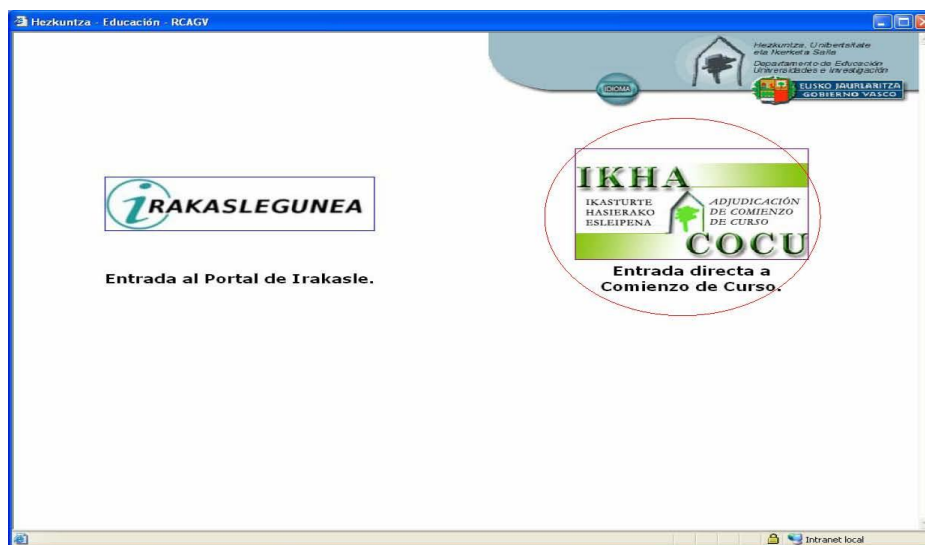 Hezkuntza - Educación - RCAGV
Hezkuntza, Unibertsitate
eta Ikerketa Saila
Departamento de Educación
Universidades e Investigación
IDIOMA
EUSKO JAURLARITZA
GOBIERNO VASCO
iRAKASLEGUNEA
Entrada al Portal de Irakasle.
IKHA
IKASTURTE
HASIERAKO
ESLEIPENA
ADJUDICACIÓN
DE COMIENZO
DE CURSO
COCU
Entrada directa a
Comienzo de Curso.
Intranet local